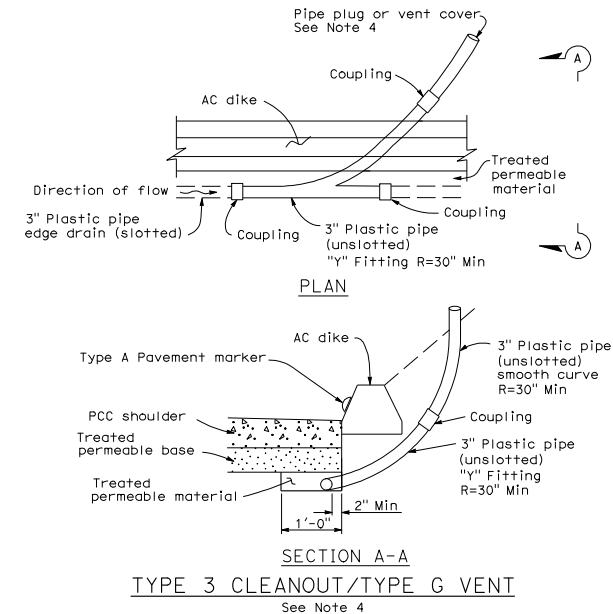 Pipe plug or vent cover
See Note 4
A
Coupling
AC dike
Treated
permeable
material
Direction of flow
3" Plastic pipe
edge drain (slotted)
Coupling
3" Plastic pipe
(unslotted)
"Y" Fitting R=30" Min
Coupling
A
PLAN
AC dike
Type A Pavement marker
3" Plastic pipe
(unslotted)
smooth curve
R=30" Min
PCC shoulder
Treated
permeable base
Coupling
3" Plastic pipe
(unslotted)
"Y" Fitting
R=30" Min
Treated
permeable material
2" Min
1'-0"
SECTION A-A
TYPE 3 CLEANOUT/TYPE G VENT
See Note 4